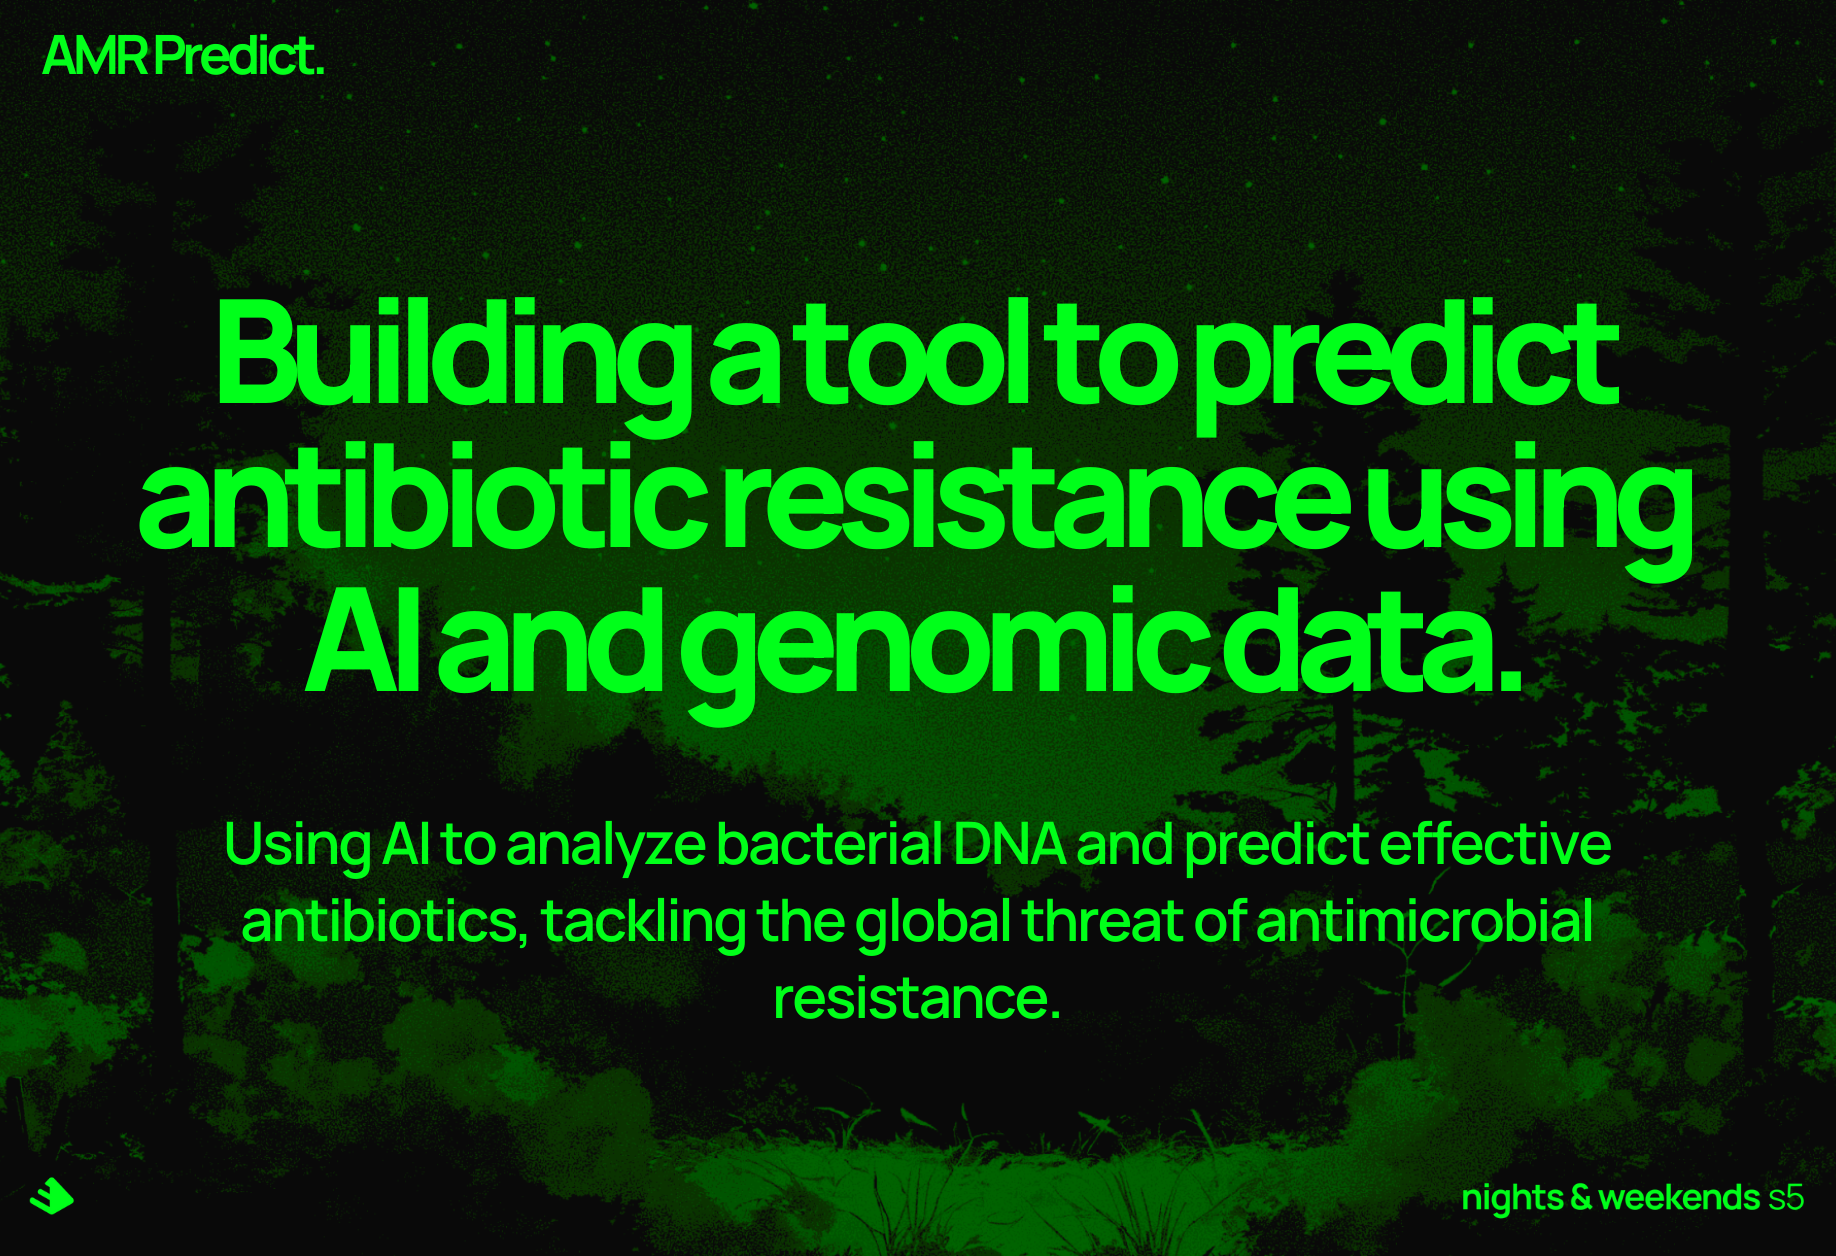 AMR Predict.
Building a tool to predict
antibiotic resistance using
AI and genomic data.
Using AI to analyze bacterial DNA and predict effective
antibiotics, tackling the global threat of antimicrobial
resistance.
nights & weekends s5